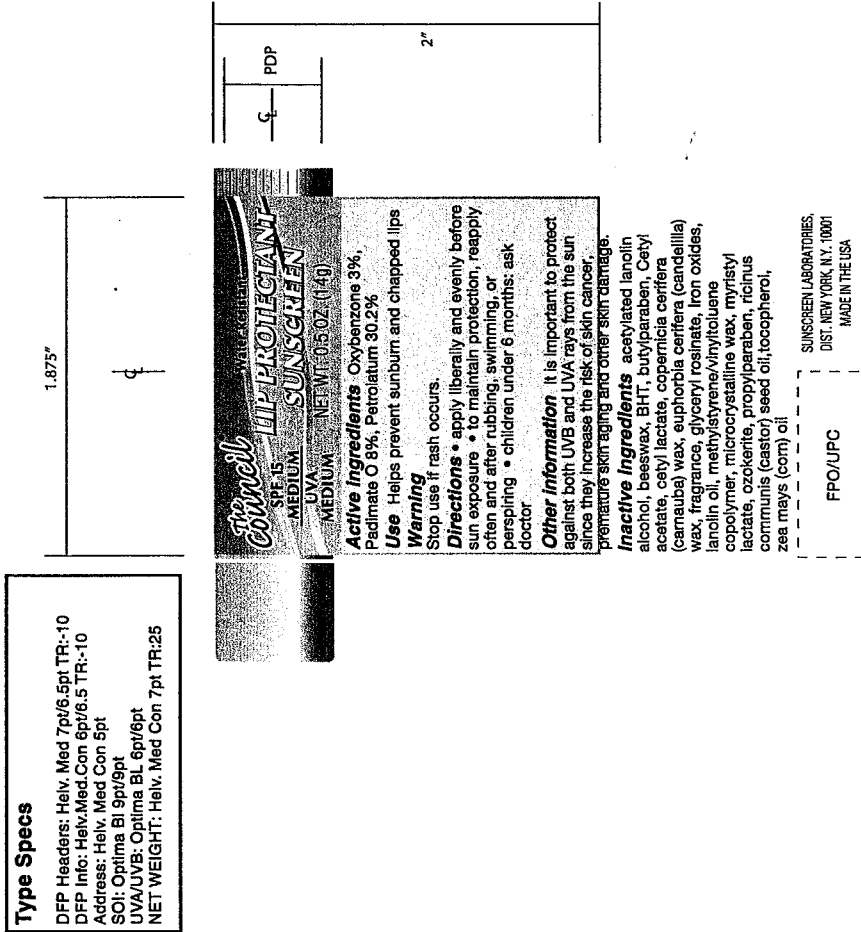 Type Specs
DFP Headers: Helv. Med 7pt/6.5pt TR:-10
DFP Info: Helv.Med.Con 6pt/6.5 TR:-10
Address: Helv. Med Con 5pt
SOI: Optima BI 9pt/9pt
UVA/UVB: Optima BL 6pt/6pt
NET WEIGHT: Helv. Med Con 7pt TR:25
1.875"
2"
PDP
The Council
Water Resistant
LIP PROTECTANT
SUNSCREEN
SPF 15
MEDIUM
UVA
MEDIUM
NET WT 0.5 OZ (14g)
Active Ingredients Oxybenzone 3%,
Padimate O 8%, Petrolatum 30.2%
Use Helps prevent sunburn and chapped lips
Warning
Stop use if rash occurs.
Directions • apply liberally and evenly before
sun exposure • to maintain protection, reapply
often and after rubbing, swimming, or
perspiring • children under 6 months: ask
doctor
Other information It is important to protect
against both UVB and UVA rays from the sun
since they increase the risk of skin cancer,
premature skin aging and other skin damage.
Inactive Ingredients acetylated lanolin
alcohol, beeswax, BHT, butylparaben, Cetyl
acetate, cetyl lactate, copernicia cerifera
(carnauba) wax, euphorbia cerifera (candelilla)
wax, fragrance, glyceryl rosinate, iron oxides,
lanolin oil, methylstyrene/vinyltoluene
copolymer, microcrystalline wax, myristyl
lactate, ozokerite, propylparaben, ricinus
communis (castor) seed oil,tocopherol,
zea mays (corn) oil
FPO/UPC
SUNSCREEN LABORATORIES,
DIST. NEW YORK, N.Y. 10001
MADE IN THE USA